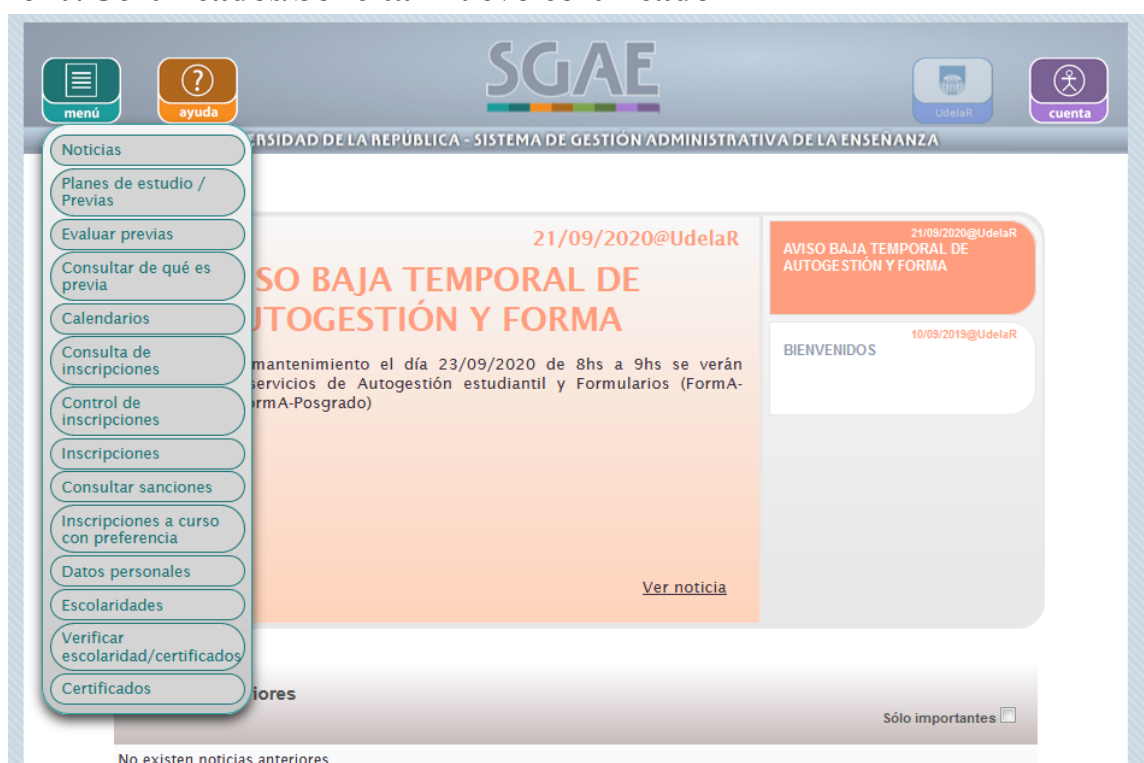 SGAE
menú
ayuda
UdelaR
cuenta
DE LA REPÚBLICA - SISTEMA DE GESTIÓN ADMINISTRATIVA DE LA ENSEÑANZA
Noticias
Planes de estudio /
Previas
Evaluar previas
Consultar de qué es
previa
Calendarios
Consulta de
inscripciones
Control de
inscripciones
Inscripciones
Consultar sanciones
Inscripciones a curso
con preferencia
Datos personales
Escolaridades
Verificar
escolaridad/certificados
Certificados
21/09/2020@UdelaR
SO BAJA TEMPORAL DE
UTOGESTIÓN Y FORMA
mantenimiento el día 23/09/2020 de 8hs a 9hs se verán
servicios de Autogestión estudiantil y Formularios (FormA-
ormA-Posgrado)
Ver noticia
21/09/2020@UdelaR
AVISO BAJA TEMPORAL DE
AUTOGESTIÓN Y FORMA
10/09/2019@UdelaR
BIENVENIDOS
iores
Sólo importantes
No existen noticias anteriores